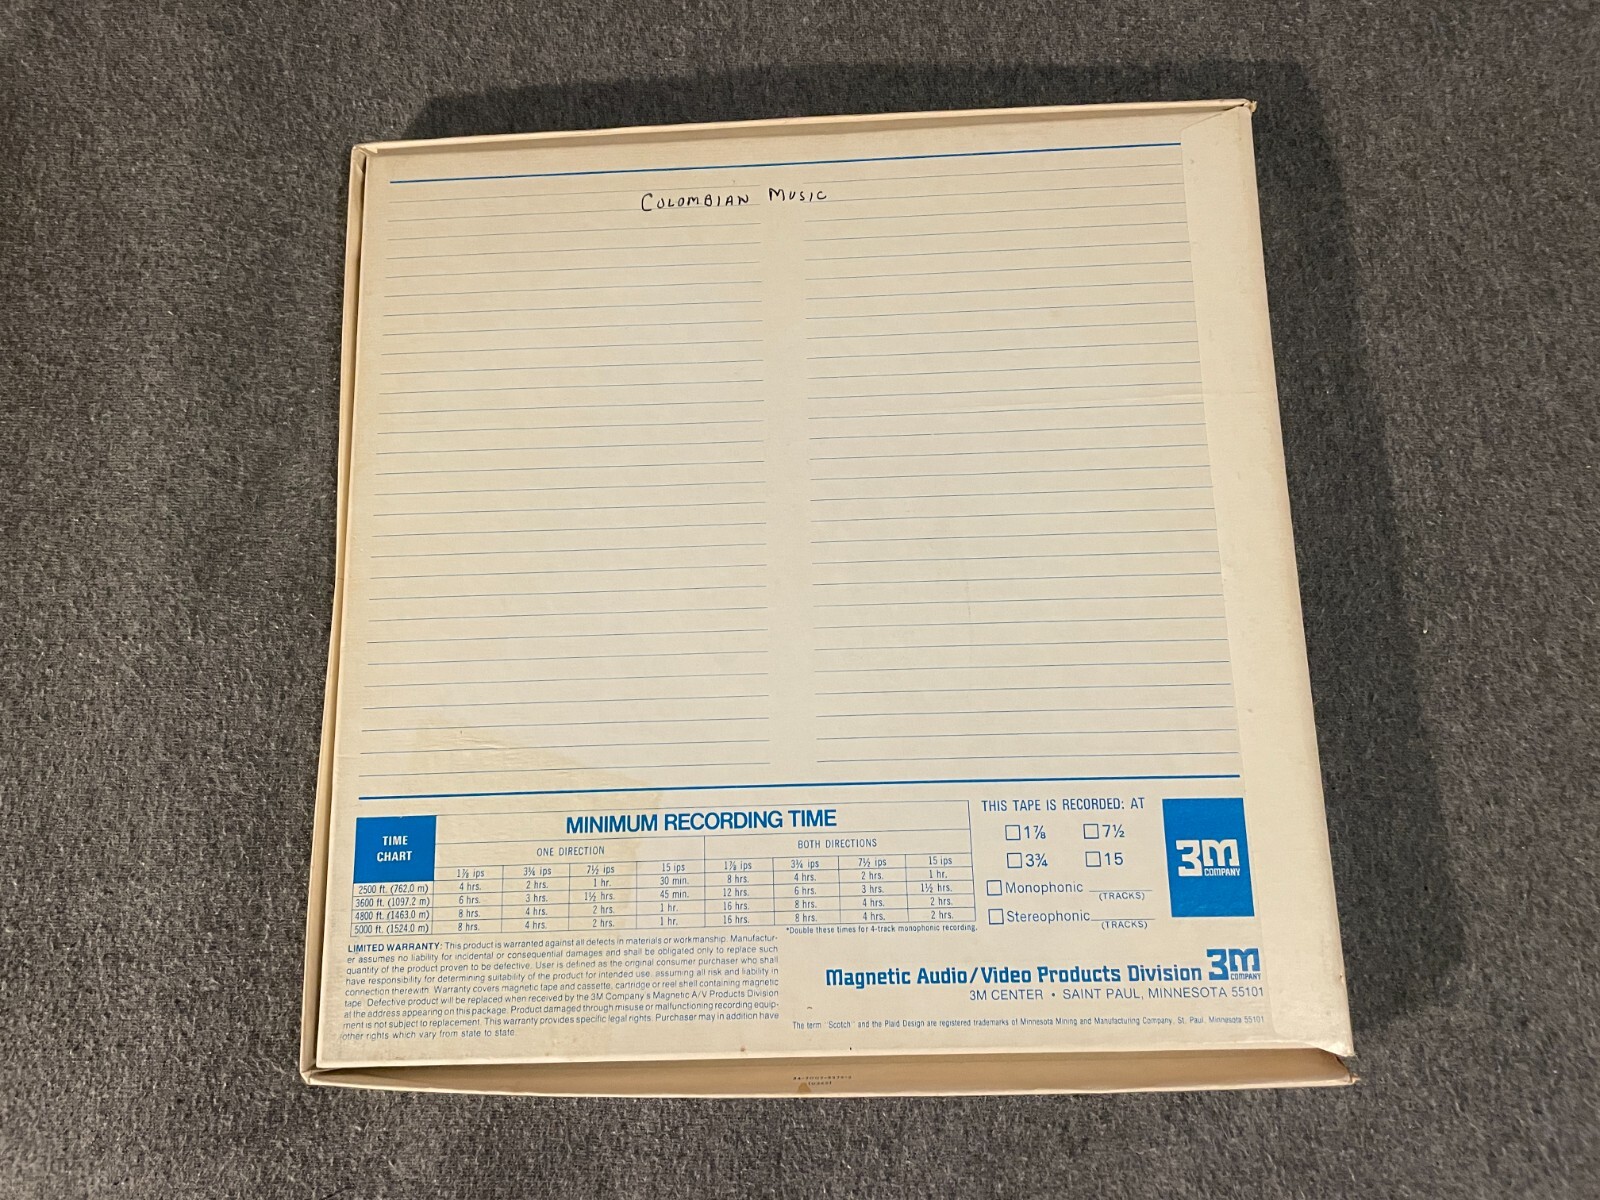 COLOMBIAN MUSIC
TIME CHART
MINIMUM RECORDING TIME
ONE DIRECTION BOTH DIRECTIONS
1⅞ ips 3¾ ips 7½ ips 15 ips 1⅞ ips 3¾ ips 7½ ips 15 ips
2500 ft. (762.0 m) 4 hrs. 2 hrs. 1 hr. 30 min. 8 hrs. 4 hrs. 2 hrs. 1 hr.
3600 ft. (1097.2 m) 6 hrs. 3 hrs. 1½ hrs. 45 min. 12 hrs. 6 hrs. 3 hrs. 1½ hrs.
4800 ft. (1463.0 m) 8 hrs. 4 hrs. 2 hrs. 1 hr. 16 hrs. 8 hrs. 4 hrs. 2 hrs.
5000 ft. (1524.0 m) 8 hrs. 4 hrs. 2 hrs. 1 hr. 16 hrs. 8 hrs. 4 hrs. 2 hrs.
*Double these times for 4-track monophonic recording.
THIS TAPE IS RECORDED: AT
1⅞ 7½
3¾ 15
Monophonic
(TRACKS)
Stereophonic
(TRACKS)
3M
COMPANY
LIMITED WARRANTY: This product is warranted against all defects in materials or workmanship. Manufactur-
er assumes no liability for incidental or consequential damages and shall be obligated only to replace such
quantity of the product proven to be defective. User is defined as the original consumer purchaser who shall
have responsibility for determining suitability of the product for intended use, assuming all risk and liability in
connection therewith. Warranty covers magnetic tape and cassette, cartridge or reel shell containing magnetic
tape. Defective product will be replaced when received by the 3M Company's Magnetic A/V Products Division
at the address appearing on this package. Product damaged through misuse or malfunctioning recording equip-
ment is not subject to replacement. This warranty provides specific legal rights. Purchaser may in addition have
other rights which vary from state to state.
Magnetic Audio/Video Products Division 3M COMPANY
3M CENTER • SAINT PAUL, MINNESOTA 55101
The term "Scotch" and the Plaid Design are registered trademarks of Minnesota Mining and Manufacturing Company, St. Paul, Minnesota 55101